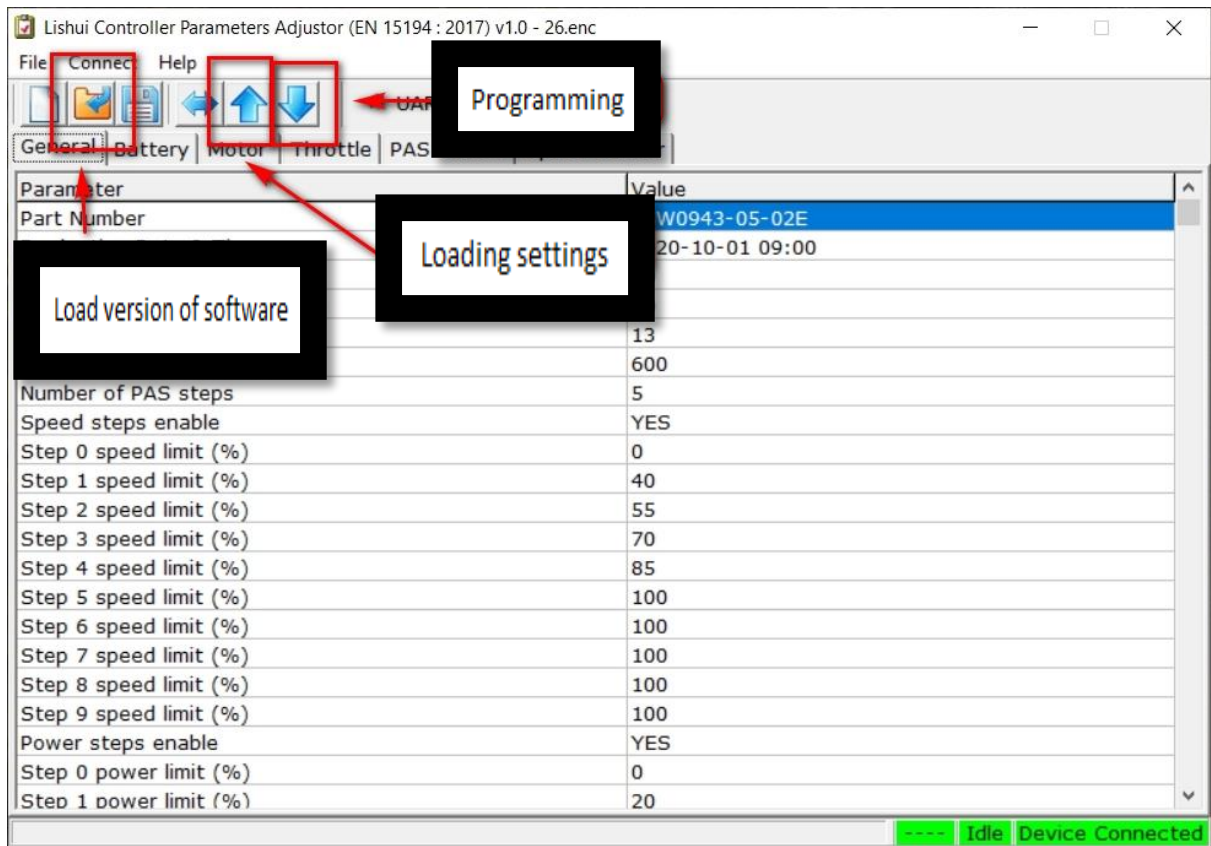 Lishui Controller Parameters Adjustor (EN 15194 : 2017) v1.0 - 26.enc
File Connect Help
Programming
General Battery Motor Throttle PAS
Parameter Value
Part Number W0943-05-02E
20-10-01 09:00
Loading settings
Load version of software
13
600
Number of PAS steps 5
Speed steps enable YES
Step 0 speed limit (%) 0
Step 1 speed limit (%) 40
Step 2 speed limit (%) 55
Step 3 speed limit (%) 70
Step 4 speed limit (%) 85
Step 5 speed limit (%) 100
Step 6 speed limit (%) 100
Step 7 speed limit (%) 100
Step 8 speed limit (%) 100
Step 9 speed limit (%) 100
Power steps enable YES
Step 0 power limit (%) 0
Step 1 power limit (%) 20
---- Idle Device Connected